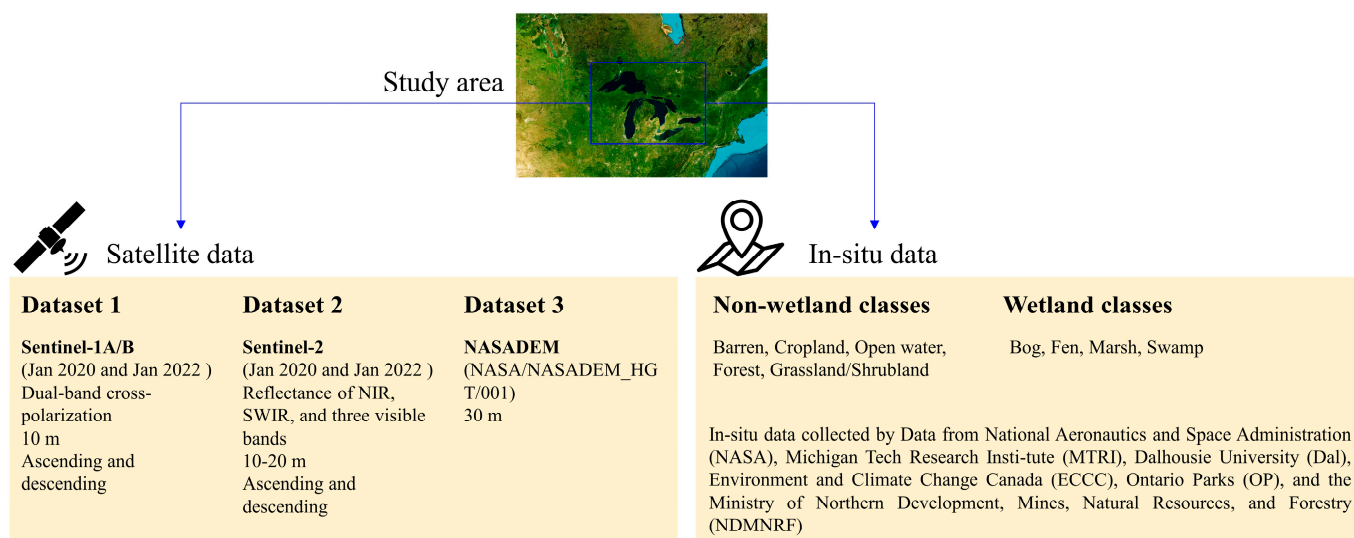 Study area
Satellite data
Dataset 1
Sentinel-1A/B
(Jan 2020 and Jan 2022 )
Dual-band cross-
polarization
10 m
Ascending and
descending
Dataset 2
Sentinel-2
(Jan 2020 and Jan 2022 )
Reflectance of NIR,
SWIR, and three visible
bands
10-20 m
Ascending and
descending
Dataset 3
NASADEM
(NASA/NASADEM_HG
T/001)
30 m
In-situ data
Non-wetland classes
Barren, Cropland, Open water,
Forest, Grassland/Shrubland
Wetland classes
Bog, Fen, Marsh, Swamp
In-situ data collected by Data from National Aeronautics and Space Administration
(NASA), Michigan Tech Research Insti-tute (MTRI), Dalhousie University (Dal),
Environment and Climate Change Canada (ECCC), Ontario Parks (OP), and the
Ministry of Northern Development, Mines, Natural Resources, and Forestry
(NDMNRF)